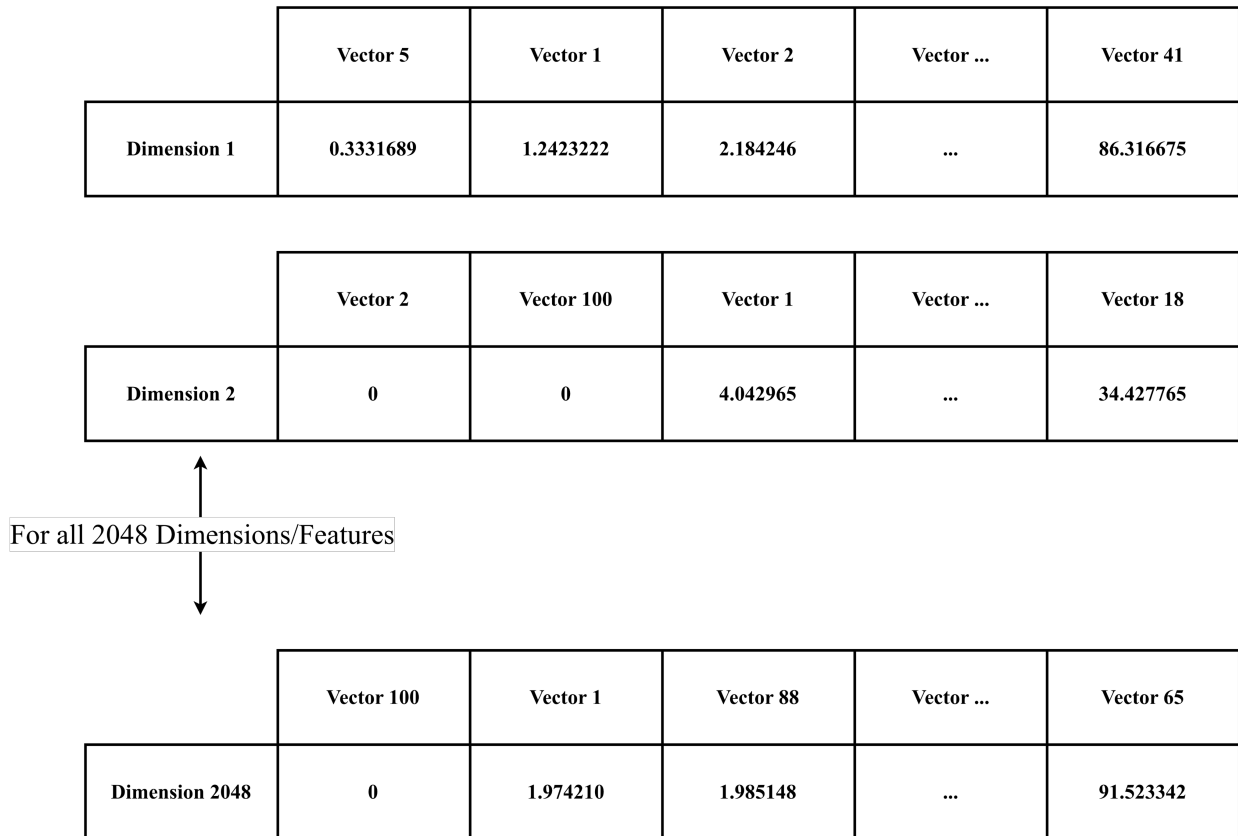 Vector 5 Vector 1 Vector 2 Vector ... Vector 41
Dimension 1 0.3331689 1.2423222 2.184246 ... 86.316675
Vector 2 Vector 100 Vector 1 Vector ... Vector 18
Dimension 2 0 0 4.042965 ... 34.427765
For all 2048 Dimensions/Features
Vector 100 Vector 1 Vector 88 Vector ... Vector 65
Dimension 2048 0 1.974210 1.985148 ... 91.523342